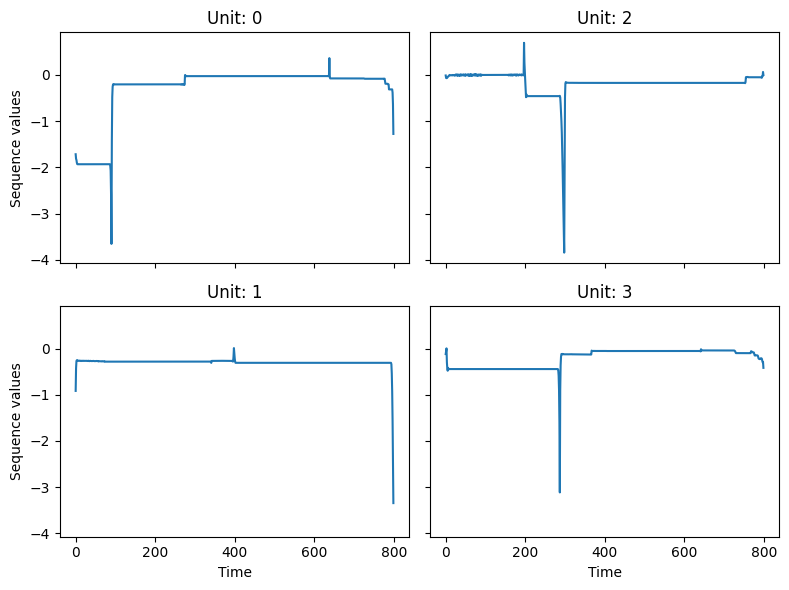 Unit: 0
Unit: 2
Sequence values
0
−1
−2
−3
−4
Unit: 1
Unit: 3
Sequence values
0
−1
−2
−3
−4
0
200
400
600
800
0
200
400
600
800
Time
Time